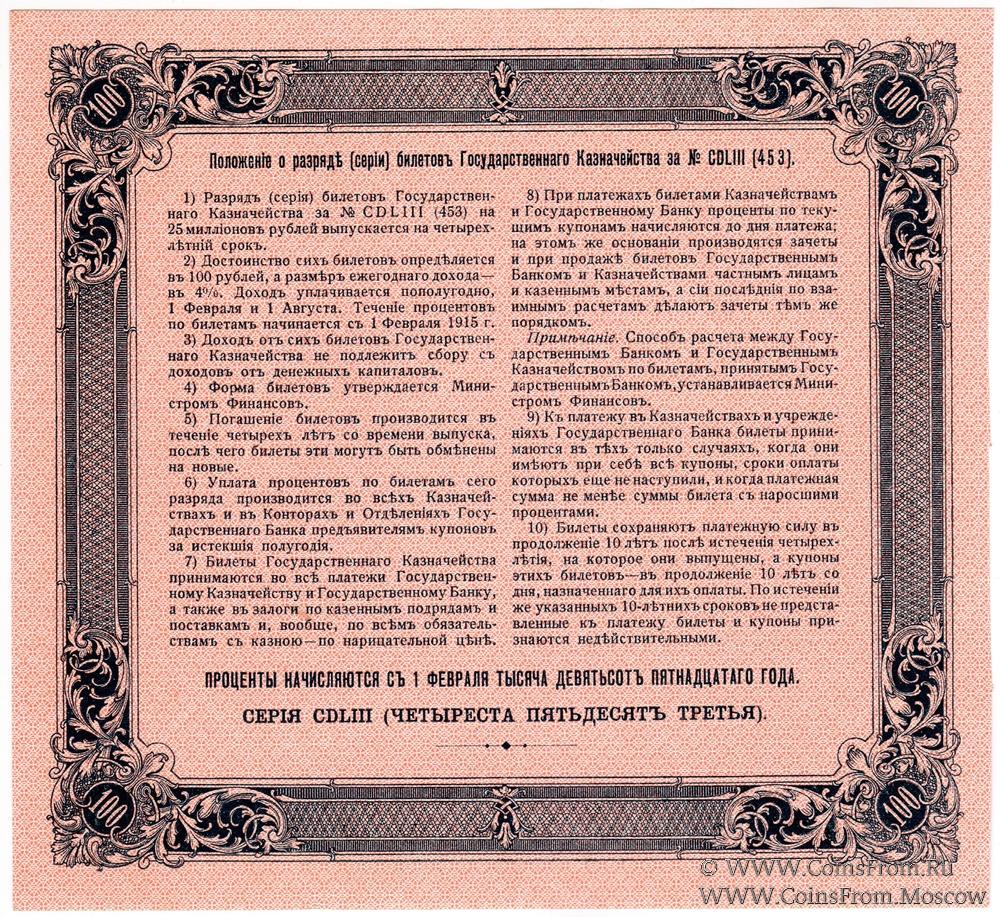 100
100
Положеніе о разрядѣ (серіи) билетовъ Государственнаго Казначейства за № CDLIII (453).
1) Разрядъ (серія) билетовъ Государствен-
наго Казначейства за № CDLIII (453) на
25 милліоновъ рублей выпускается на четырех-
лѣтній срокъ.
2) Достоинство сихъ билетовъ опредѣляется
въ 100 рублей, а размѣръ ежегоднаго дохода—
въ 4%. Доходъ уплачивается пополугодно,
1 Февраля и 1 Августа. Теченіе процентовъ
по билетамъ начинается съ 1 Февраля 1915 г.
3) Доходъ отъ сихъ билетовъ Государствен-
наго Казначейства не подлежитъ сбору съ
доходовъ отъ денежныхъ капиталовъ.
4) Форма билетовъ утверждается Мини-
стромъ Финансовъ.
5) Погашеніе билетовъ производится въ
теченіе четырехъ лѣтъ со времени выпуска,
послѣ чего билеты эти могутъ быть обмѣнены
на новые.
6) Уплата процентовъ по билетамъ сего
разряда производится во всѣхъ Казначей-
ствахъ и въ Конторахъ и Отдѣленіяхъ Госу-
дарственнаго Банка предъявителямъ купоновъ
за истекшія полугодія.
7) Билеты Государственнаго Казначейства
принимаются во всѣ платежи Государствен-
ному Казначейству и Государственному Банку,
а также въ залоги по казеннымъ подрядамъ и
поставкамъ и, вообще, по всѣмъ обязатель-
ствамъ съ казною—по нарицательной цѣнѣ.
8) При платежахъ билетами Казначействамъ
и Государственному Банку проценты по теку-
щимъ купонамъ начисляются до дня платежа;
на этомъ же основаніи производятся зачеты
и при продажѣ билетовъ Государственнымъ
Банкомъ и Казначействами частнымъ лицамъ
и казеннымъ мѣстамъ, а сіи послѣднія по вза-
имнымъ расчетамъ дѣлаютъ зачеты тѣмъ же
порядкомъ.
Примѣчаніе. Способъ расчета между Госу-
дарственнымъ Банкомъ и Государственнымъ
Казначействомъ по билетамъ, принятымъ Госу-
дарственнымъ Банкомъ, устанавливается Мини-
стромъ Финансовъ.
9) Къ платежу въ Казначействахъ и учрежде-
ніяхъ Государственнаго Банка билеты прини-
маются въ тѣхъ только случаяхъ, когда они
имѣютъ при себѣ всѣ купоны, сроки оплаты
которыхъ еще не наступили, и когда платежная
сумма не менѣе суммы билета съ наросшими
процентами.
10) Билеты сохраняютъ платежную силу въ
продолженіе 10 лѣтъ послѣ истеченія четырех-
лѣтія, на которое они выпущены, а купоны
этихъ билетовъ—въ продолженіе 10 лѣтъ со
дня, назначеннаго для ихъ оплаты. По истеченіи
же указанныхъ 10-лѣтнихъ сроковъ не предста-
вленные къ платежу билеты и купоны при-
знаются недѣйствительными.
ПРОЦЕНТЫ НАЧИСЛЯЮТСЯ СЪ 1 ФЕВРАЛЯ ТЫСЯЧА ДЕВЯТЬСОТЪ ПЯТНАДЦАТАГО ГОДА.
СЕРІЯ CDLIII (ЧЕТЫРЕСТА ПЯТЬДЕСЯТЪ ТРЕТЬЯ).
100
100
© WWW.COINSFROM.RU
WWW.COINSFROM.MOSCOW